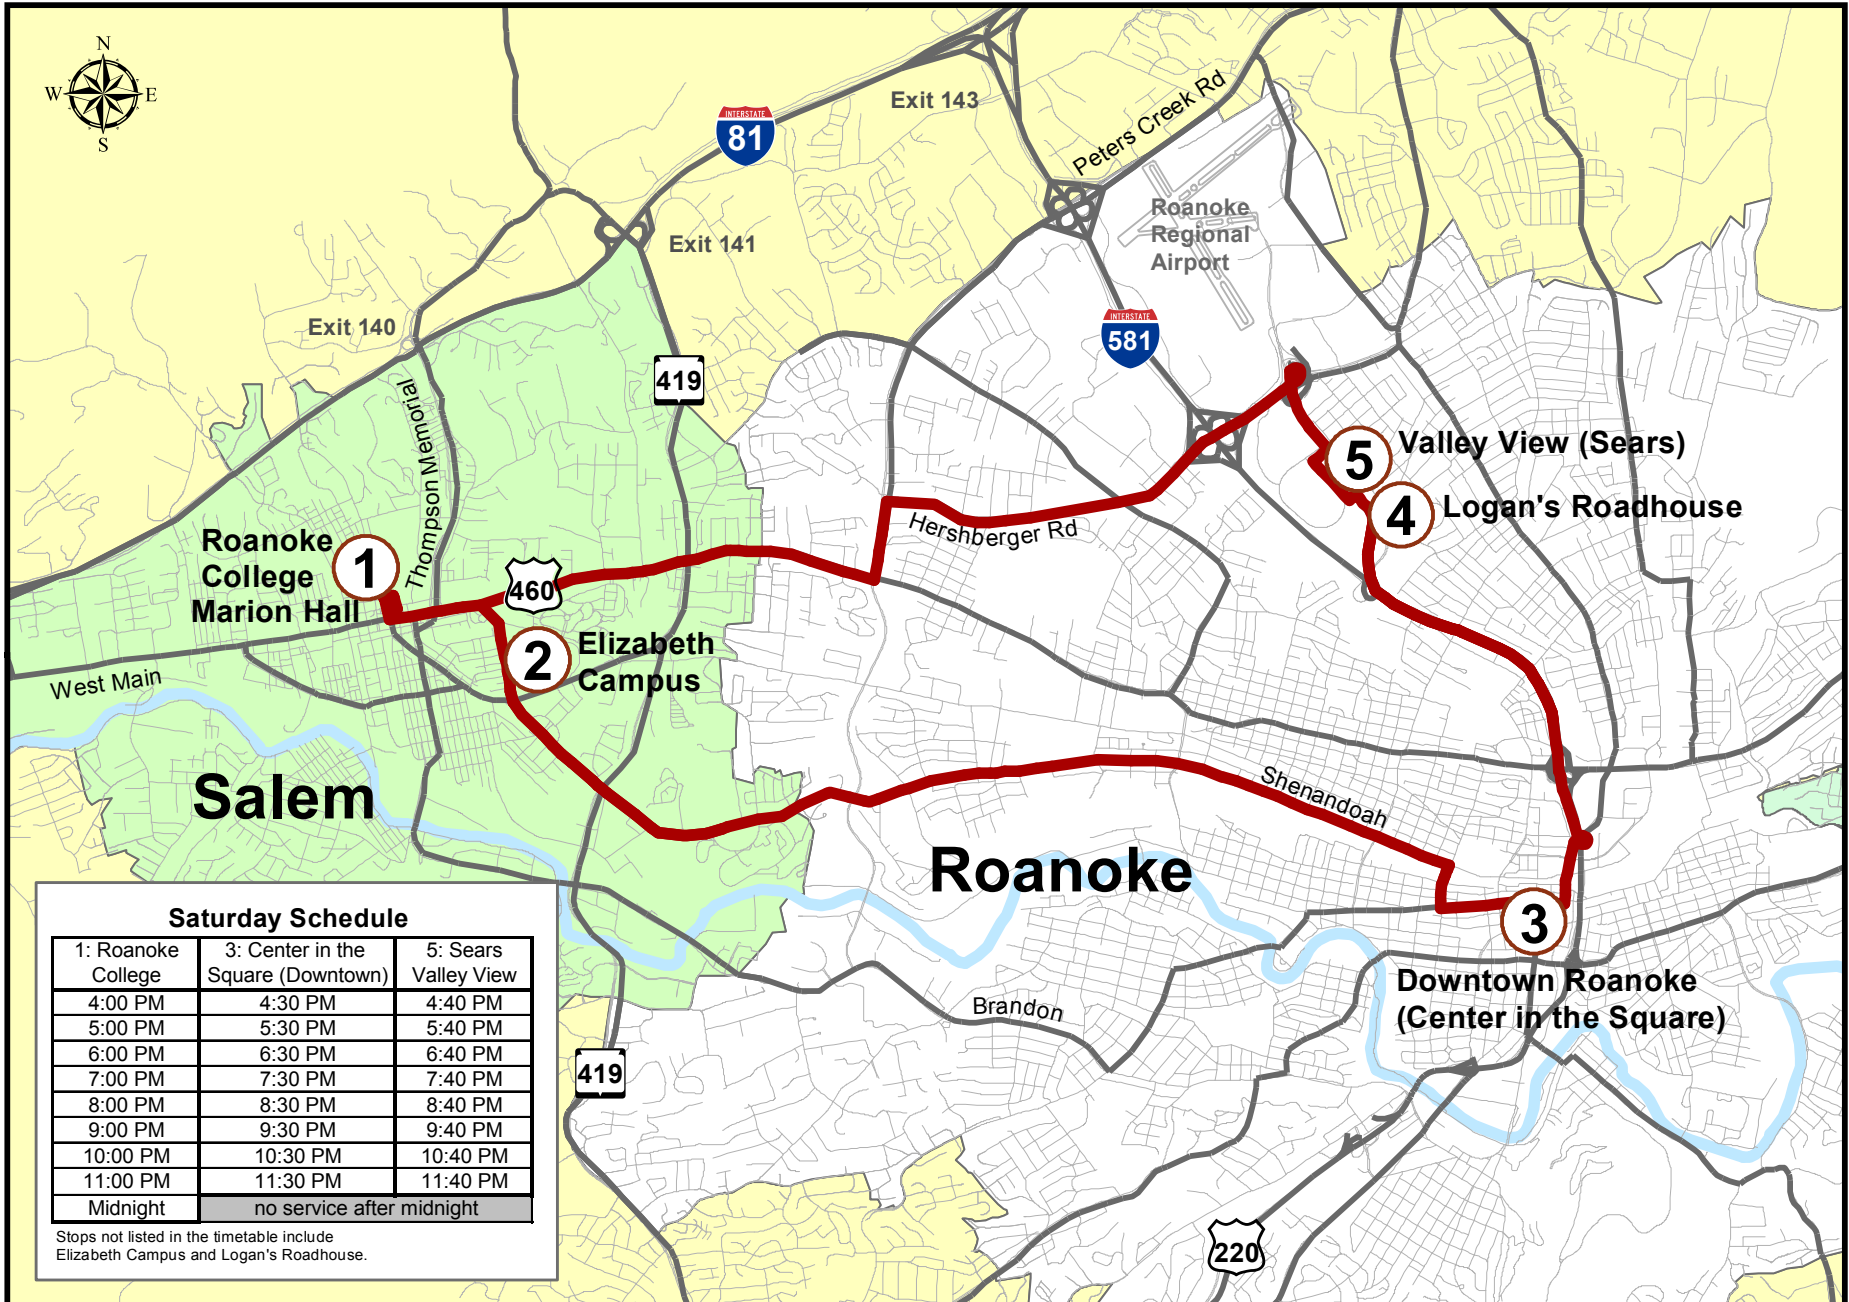 N
W
E
S
INTERSTATE
81
Exit 143
Peters Creek Rd
Roanoke
Regional
Airport
Exit 141
Exit 140
INTERSTATE
581
419
Thompson Memorial
5
Valley View (Sears)
4
Logan's Roadhouse
Hershberger Rd
Roanoke
College
Marion Hall
1
460
2
Elizabeth
Campus
West Main
Salem
Shenandoah
Roanoke
3
Downtown Roanoke
(Center in the Square)
Brandon
419
220
Saturday Schedule
1: Roanoke College | 3: Center in the Square (Downtown) | 5: Sears Valley View
4:00 PM 4:30 PM 4:40 PM
5:00 PM 5:30 PM 5:40 PM
6:00 PM 6:30 PM 6:40 PM
7:00 PM 7:30 PM 7:40 PM
8:00 PM 8:30 PM 8:40 PM
9:00 PM 9:30 PM 9:40 PM
10:00 PM 10:30 PM 10:40 PM
11:00 PM 11:30 PM 11:40 PM
Midnight no service after midnight
Stops not listed in the timetable include
Elizabeth Campus and Logan's Roadhouse.